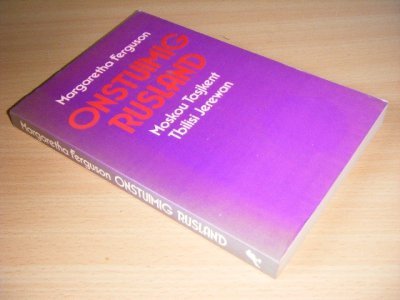 Margaretha Ferguson
ONSTUIMIG
RUSLAND
Moskou Tasjkent
Tbilisi Jerewan
Margaretha Ferguson ONSTUIMIG RUSLAND